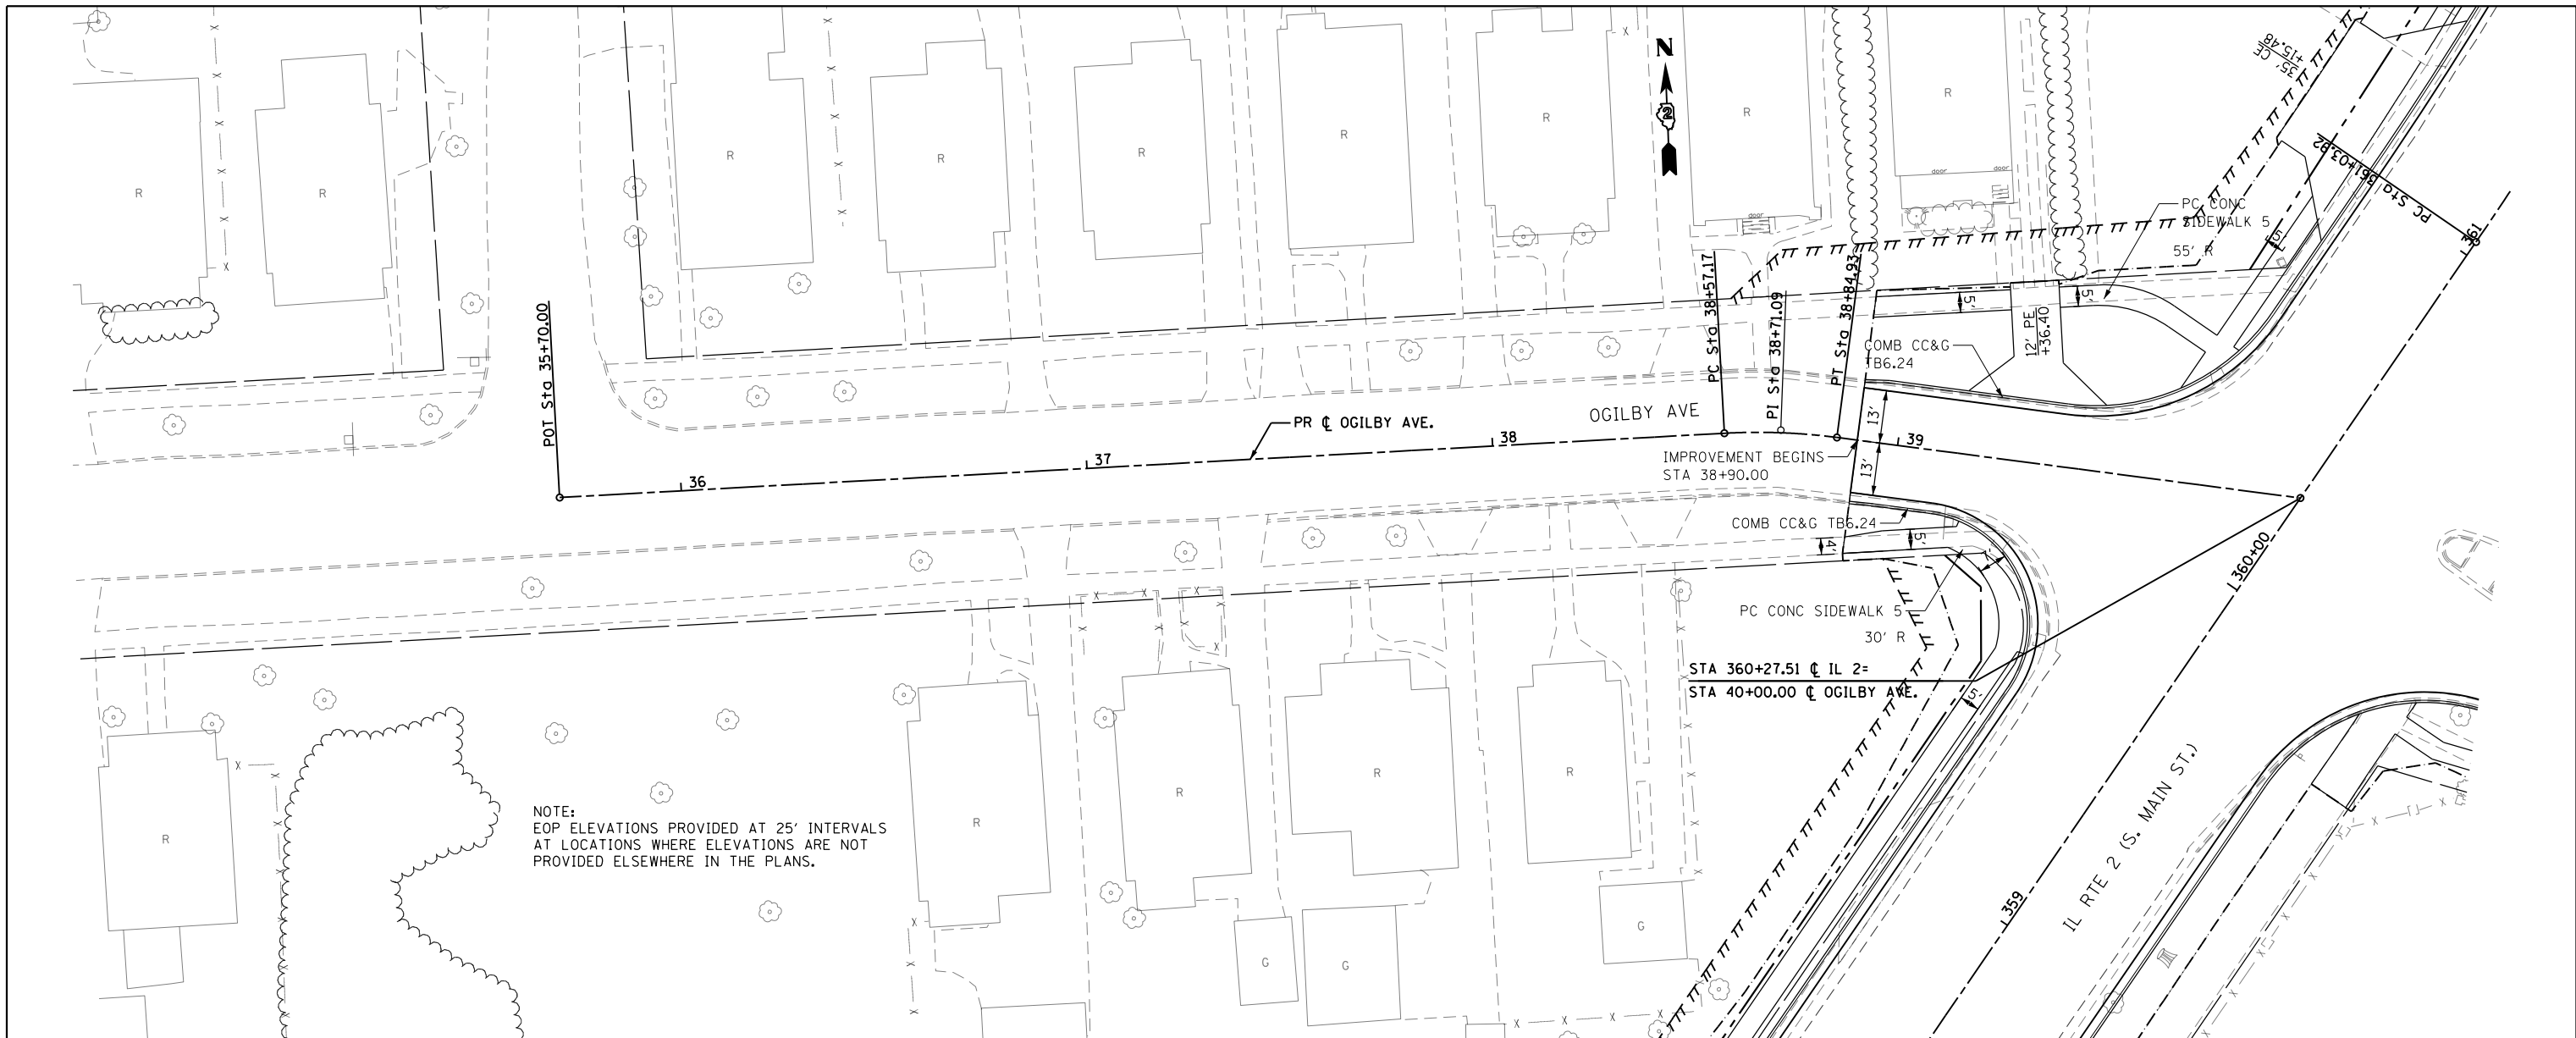 N
2
35' CE
+15.48
PC Sta 361+03.92
361
PC CONC
SIDEWALK 5
55' R
5'
R
R
R
R
R
R
R
R
R
door
door
door
POT Sta 35+70.00
PC Sta 38+57.17
PI Sta 38+71.09
PT Sta 38+84.93
5'
5'
12' PE
+36.40
COMB CC&G
TB6.24
OGILBY AVE
PR ℄ OGILBY AVE.
36
37
38
39
13'
13'
IMPROVEMENT BEGINS
STA 38+90.00
COMB CC&G TB6.24
4'
5'
PC CONC SIDEWALK 5
30' R
STA 360+27.51 ℄ IL 2=
STA 40+00.00 ℄ OGILBY AVE.
5'
360+00
359
IL RTE 2 (S. MAIN ST.)
P
NOTE:
EOP ELEVATIONS PROVIDED AT 25' INTERVALS
AT LOCATIONS WHERE ELEVATIONS ARE NOT
PROVIDED ELSEWHERE IN THE PLANS.
R
R
R
R
R
G
G
G